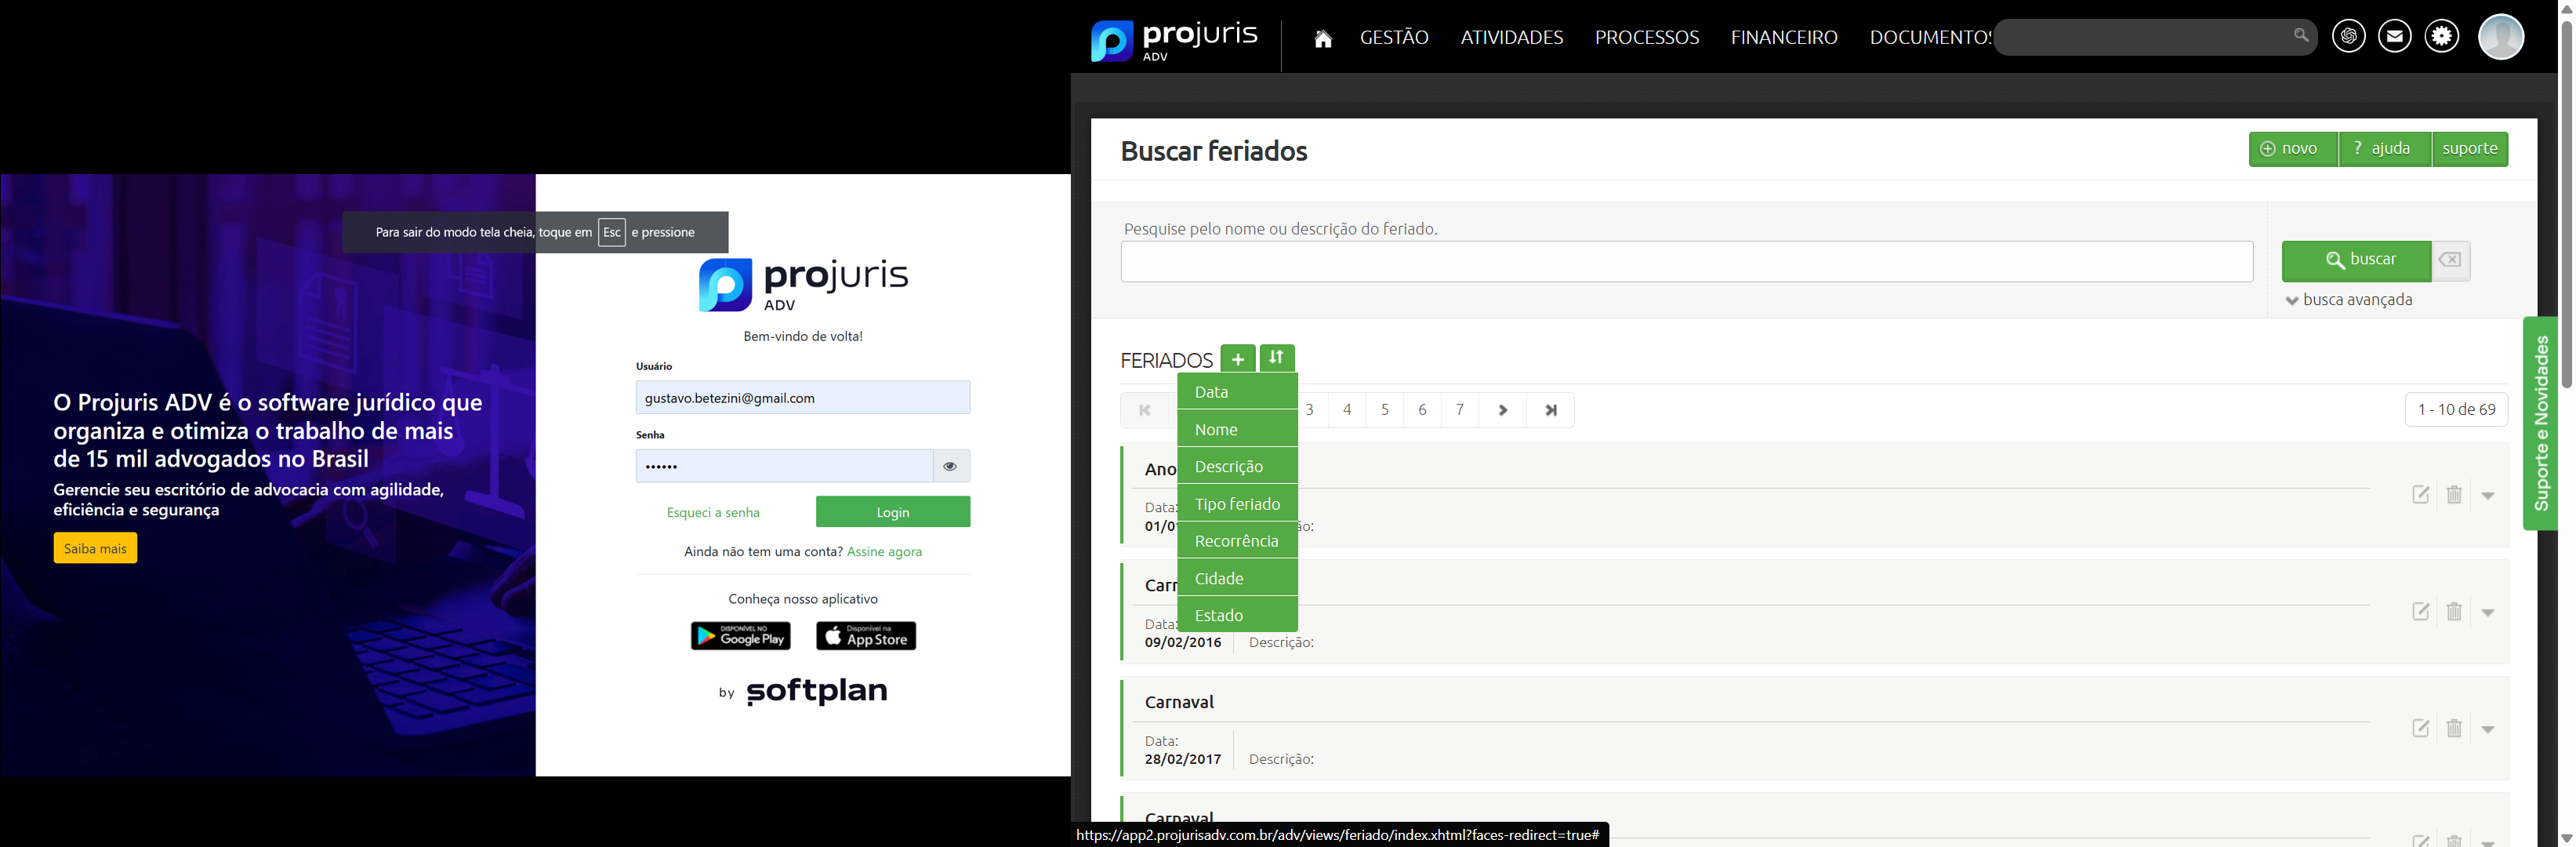 Para sair do modo tela cheia, toque em Esc e pressione
projuris
ADV
Bem-vindo de volta!
Usuário
gustavo.betezini@gmail.com
Senha
••••••
Esqueci a senha
Login
Ainda não tem uma conta? Assine agora
Conheça nosso aplicativo
DISPONÍVEL NO
Google Play
Disponível na
App Store
by softplan
O Projuris ADV é o software jurídico que
organiza e otimiza o trabalho de mais
de 15 mil advogados no Brasil
Gerencie seu escritório de advocacia com agilidade,
eficiência e segurança
Saiba mais
projuris
ADV
GESTÃO
ATIVIDADES
PROCESSOS
FINANCEIRO
DOCUMENTOS
Buscar feriados
novo
? ajuda
suporte
Pesquise pelo nome ou descrição do feriado.
buscar
busca avançada
FERIADOS
Data
Nome
Descrição
Tipo feriado
Recorrência
Cidade
Estado
3 4 5 6 7
1 - 10 de 69
Ano
Data:
01/0
ão:
Carn
Data:
09/02/2016
Descrição:
Carnaval
Data:
28/02/2017
Descrição:
Carnaval
Suporte e Novidades
https://app2.projurisadv.com.br/adv/views/feriado/index.xhtml?faces-redirect=true#